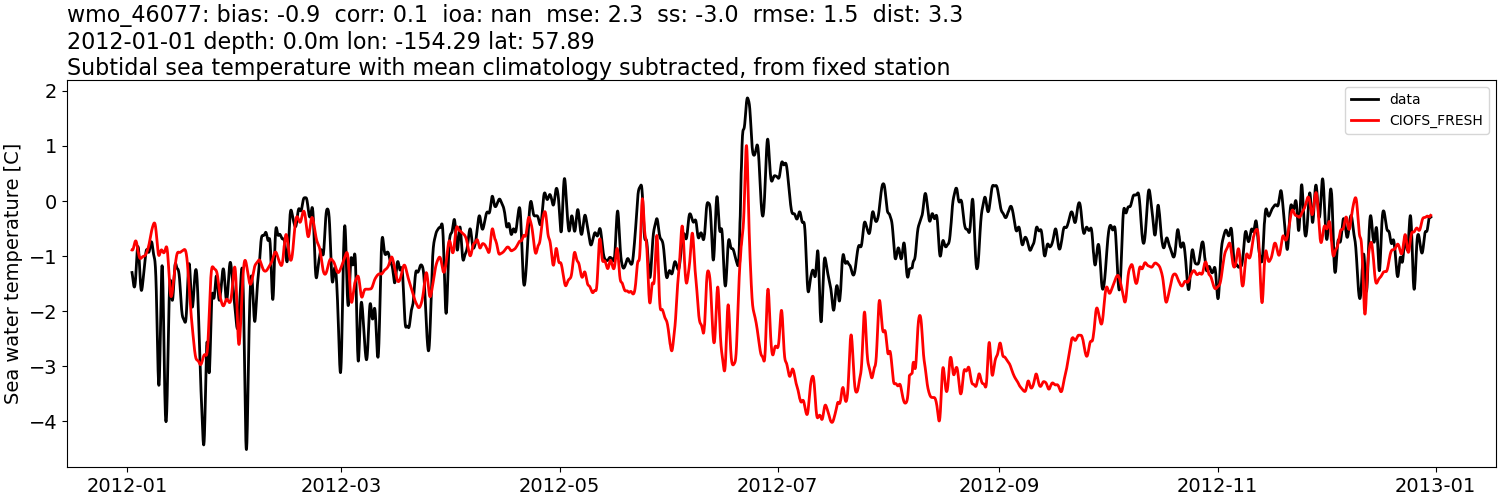 wmo_46077: bias: -0.9  corr: 0.1  ioa: nan  mse: 2.3  ss: -3.0  rmse: 1.5  dist: 3.3
2012-01-01 depth: 0.0m lon: -154.29 lat: 57.89
Subtidal sea temperature with mean climatology subtracted, from fixed station
data
CIOFS_FRESH
Sea water temperature [C]
2
1
0
−1
−2
−3
−4
2012-01
2012-03
2012-05
2012-07
2012-09
2012-11
2013-01